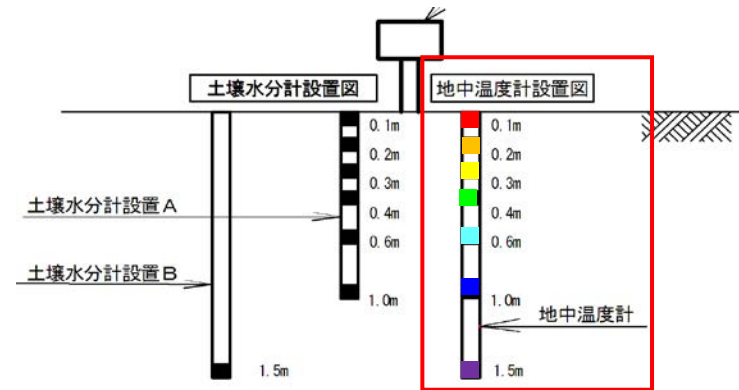 土壌水分計設置図
地中温度計設置図
0.1m
0.2m
0.3m
0.4m
0.6m
1.0m
1.5m
0.1m
0.2m
0.3m
0.4m
0.6m
1.0m
1.5m
土壌水分計設置A
土壌水分計設置B
地中温度計